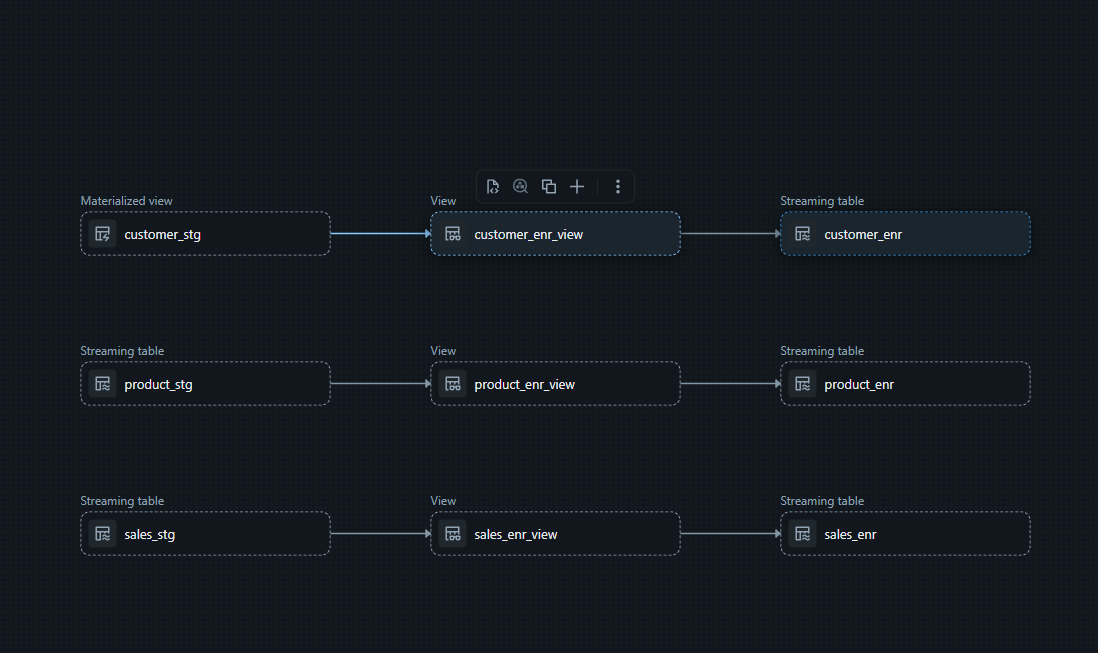 Materialized view
View
Streaming table
customer_stg
customer_enr_view
customer_enr
Streaming table
View
Streaming table
product_stg
product_enr_view
product_enr
Streaming table
View
Streaming table
sales_stg
sales_enr_view
sales_enr